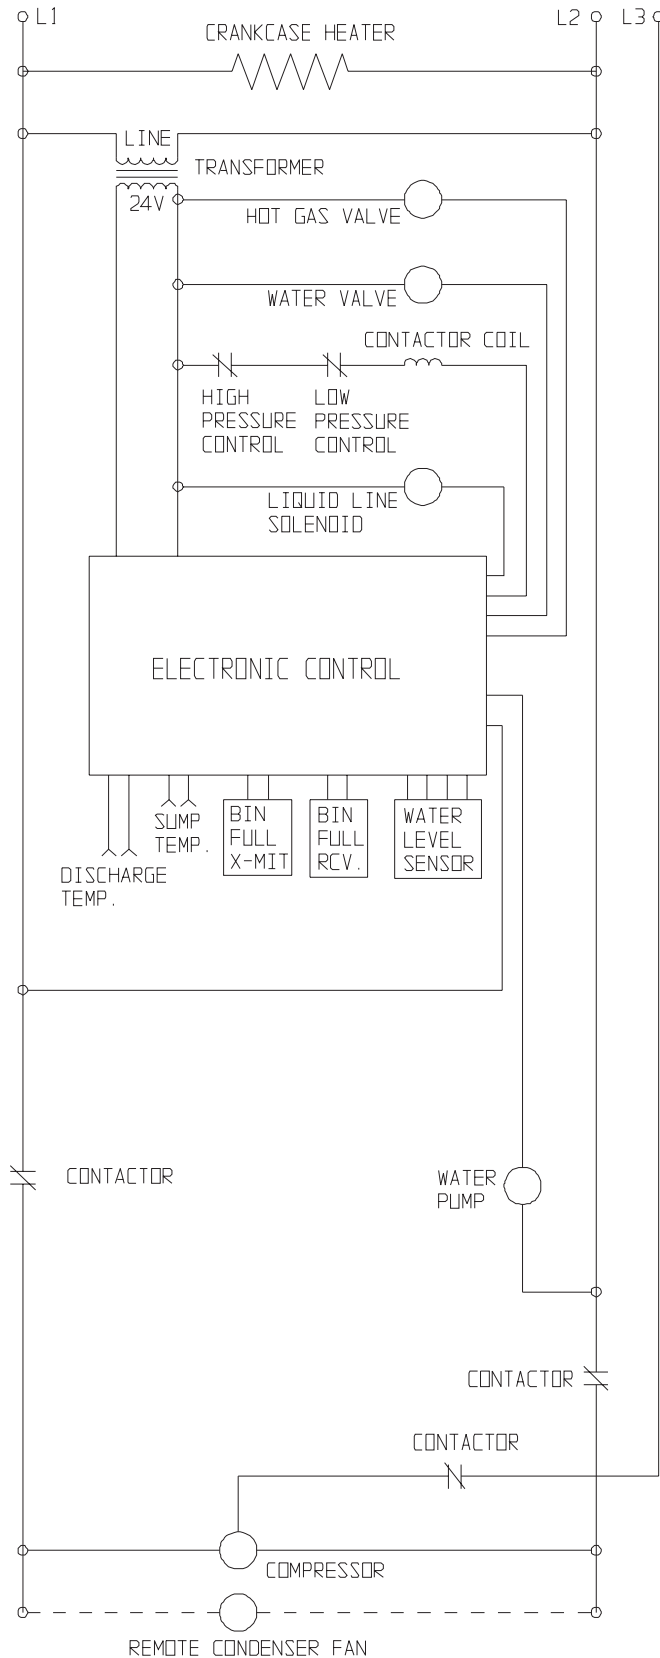 L1
L2
L3
CRANKCASE HEATER
LINE
TRANSFORMER
24V
HOT GAS VALVE
WATER VALVE
CONTACTOR COIL
HIGH
PRESSURE
CONTROL
LOW
PRESSURE
CONTROL
LIQUID LINE
SOLENOID
ELECTRONIC CONTROL
DISCHARGE
TEMP.
SUMP
TEMP.
BIN
FULL
X-MIT
BIN
FULL
RCV.
WATER
LEVEL
SENSOR
CONTACTOR
WATER
PUMP
CONTACTOR
CONTACTOR
COMPRESSOR
REMOTE CONDENSER FAN